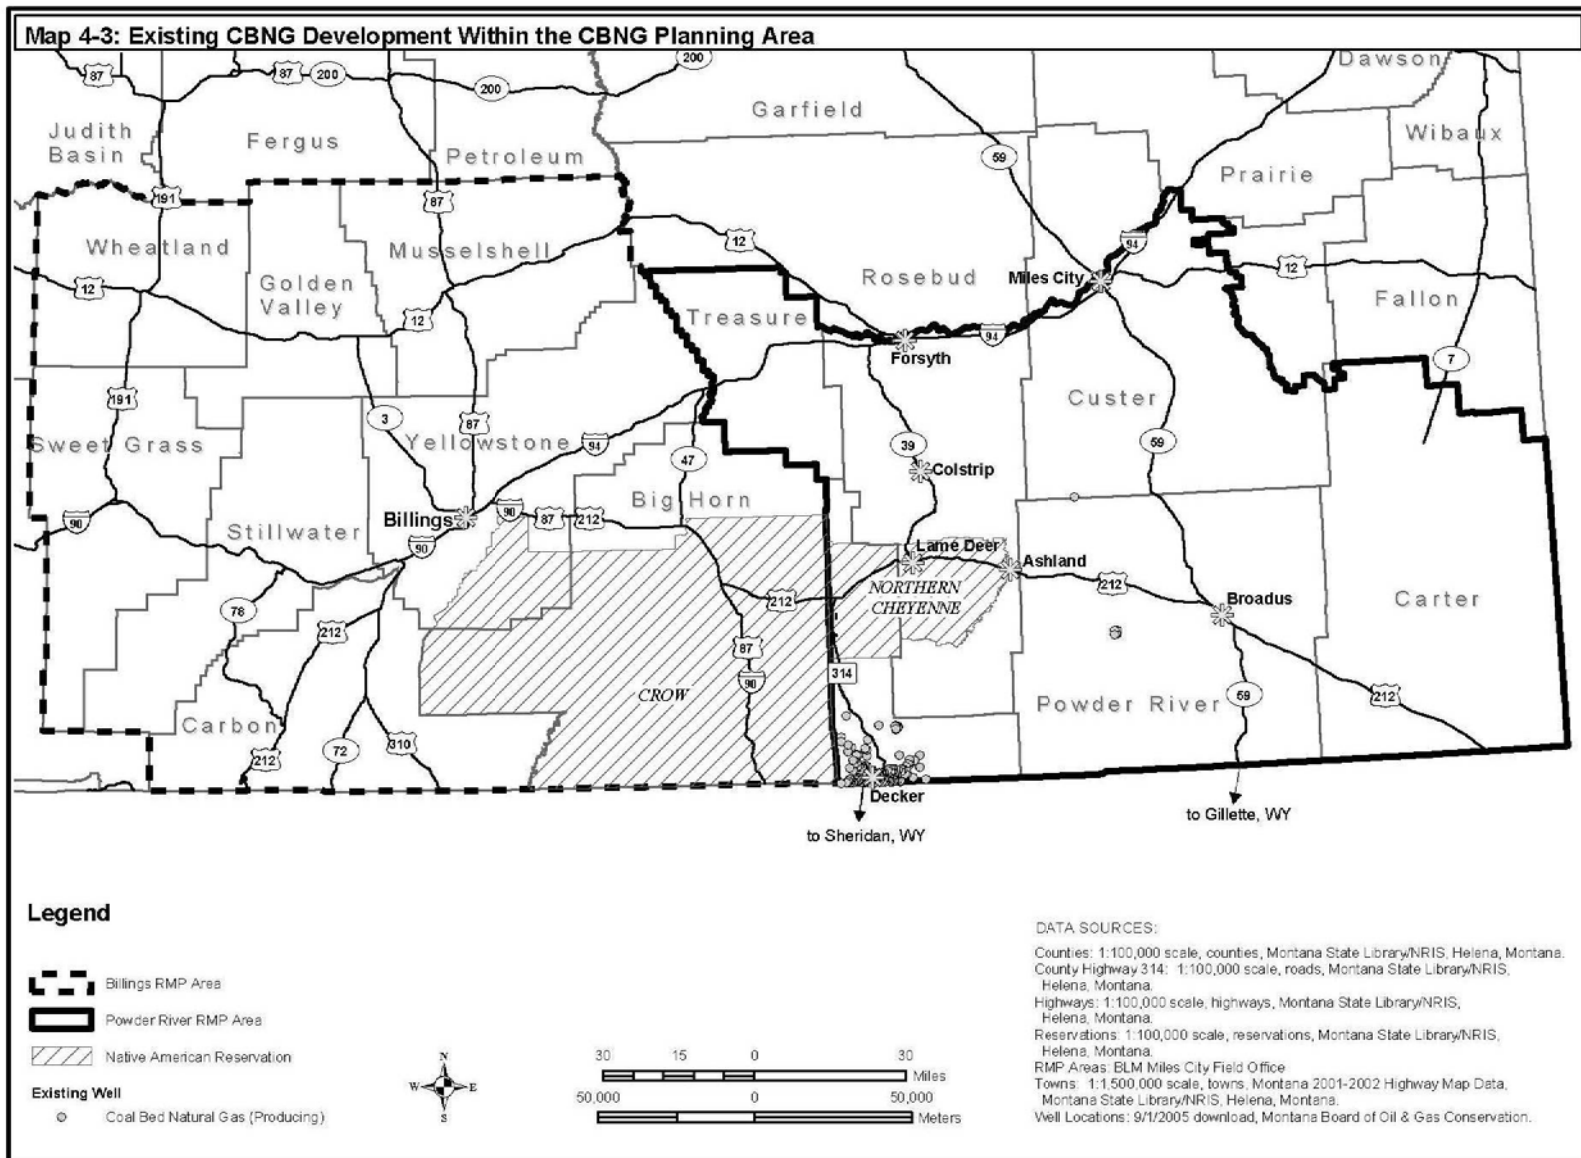 Map 4-3: Existing CBNG Development Within the CBNG Planning Area
87
87
200
200
200
Dawson
Garfield
Judith
Basin
Fergus
Petroleum
59
Wibaux
Prairie
191
87
Wheatland
Musselshell
12
94
Rosebud
Miles City
12
Golden
Valley
12
12
Treasure
Fallon
94
Forsyth
7
191
3
87
Custer
Sweet Grass
Yellowstone
94
47
39
59
Colstrip
Big Horn
90
Stillwater
Billings
90
87
212
90
Lame Deer
Ashland
NORTHERN
CHEYENNE
212
212
Broadus
Carter
78
212
87
314
CROW
90
59
212
Powder River
Carbon
212
72
310
Decker
to Sheridan, WY
to Gillette, WY
Legend
Billings RMP Area
Powder River RMP Area
Native American Reservation
Existing Well
Coal Bed Natural Gas (Producing)
N
W
E
S
30 15 0 30
Miles
50,000 0 50,000
Meters
DATA SOURCES:
Counties: 1:100,000 scale, counties, Montana State Library/NRIS, Helena, Montana.
County Highway 314: 1:100,000 scale, roads, Montana State Library/NRIS,
Helena, Montana.
Highways: 1:100,000 scale, highways, Montana State Library/NRIS,
Helena, Montana.
Reservations: 1:100,000 scale, reservations, Montana State Library/NRIS,
Helena, Montana.
RMP Areas: BLM Miles City Field Office
Towns: 1:1,500,000 scale, towns, Montana 2001-2002 Highway Map Data,
Montana State Library/NRIS, Helena, Montana.
Well Locations: 9/1/2005 download, Montana Board of Oil & Gas Conservation.